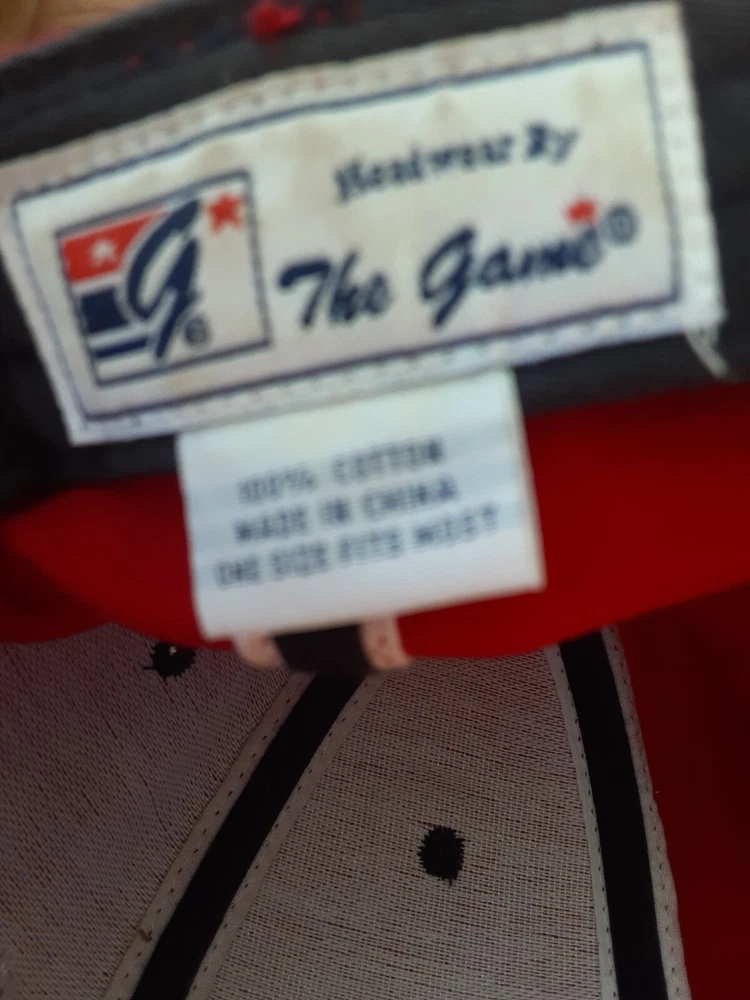 Headwear By
The Game®
G
100% COTTON
MADE IN CHINA
ONE SIZE FITS MOST